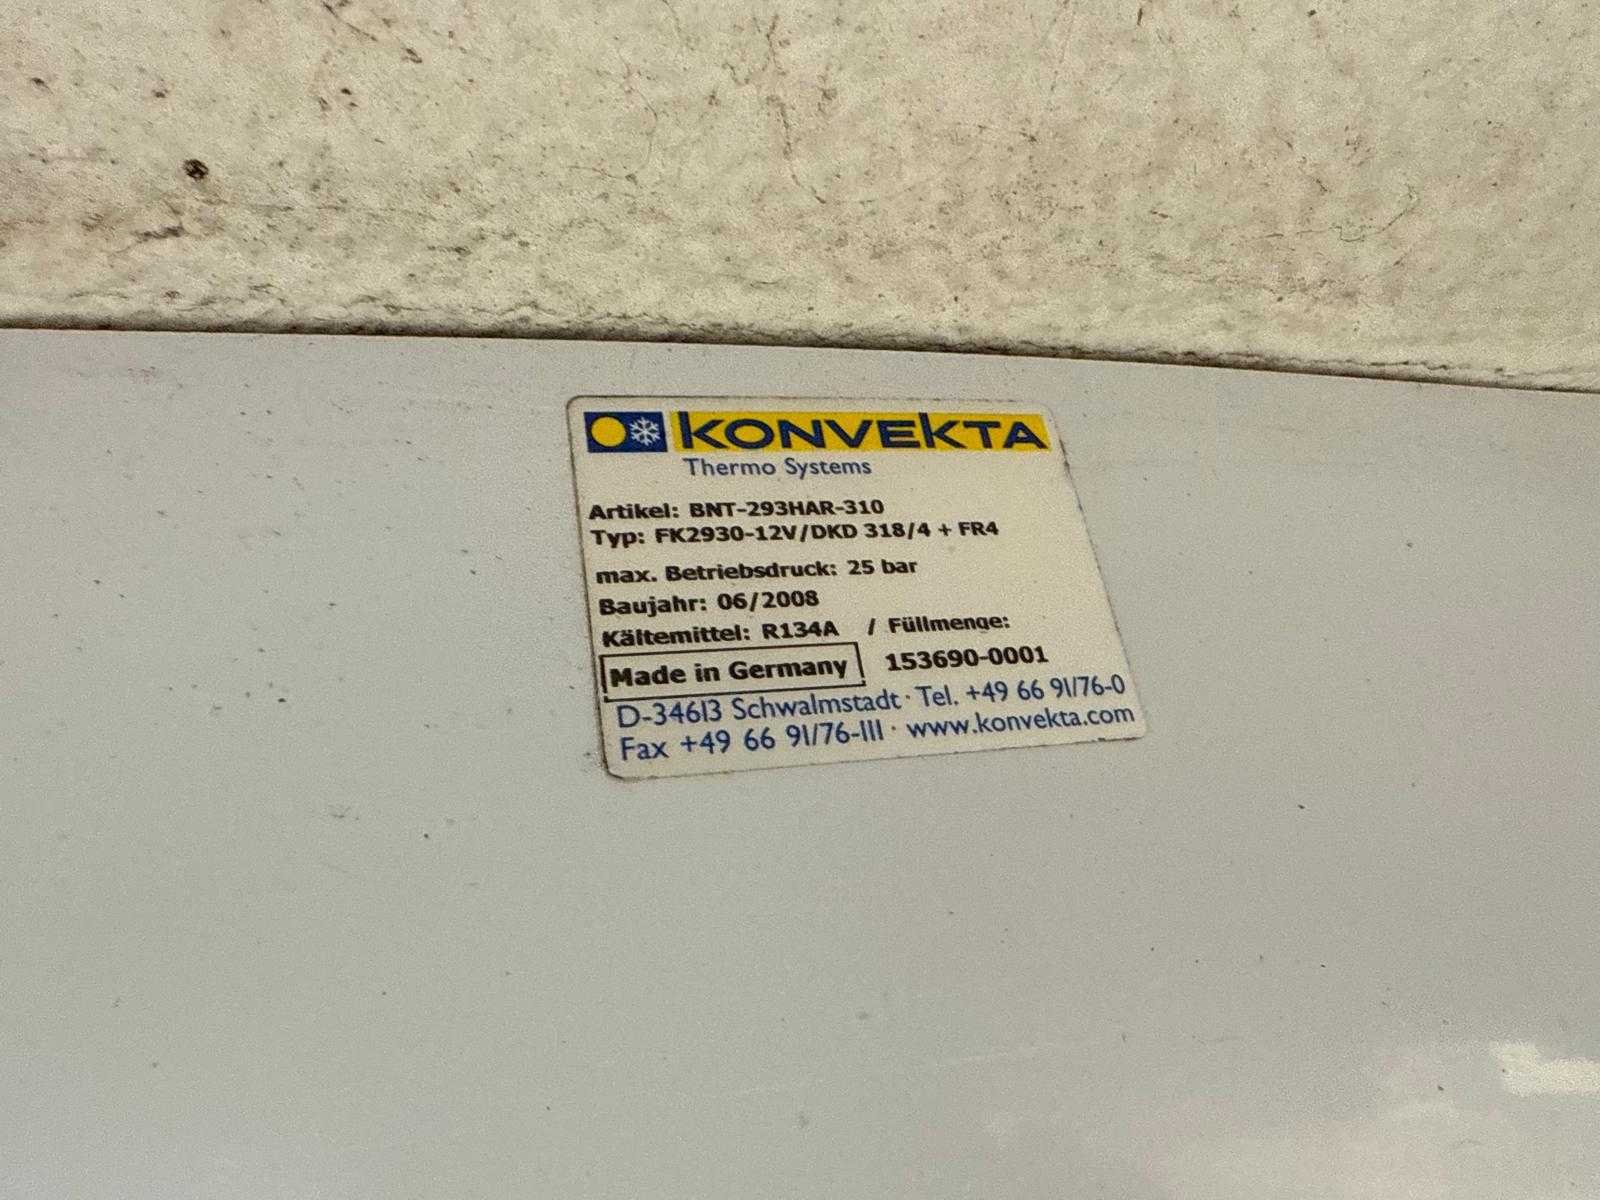 KONVEKTA
Thermo Systems
Artikel: BNT-293HAR-310
Typ: FK2930-12V/DKD 318/4 + FR4
max. Betriebsdruck: 25 bar
Baujahr: 06/2008
Kältemittel: R134A / Füllmenge:
Made in Germany 153690-0001
D-34613 Schwalmstadt · Tel. +49 66 91/76-0
Fax +49 66 91/76-111 · www.konvekta.com